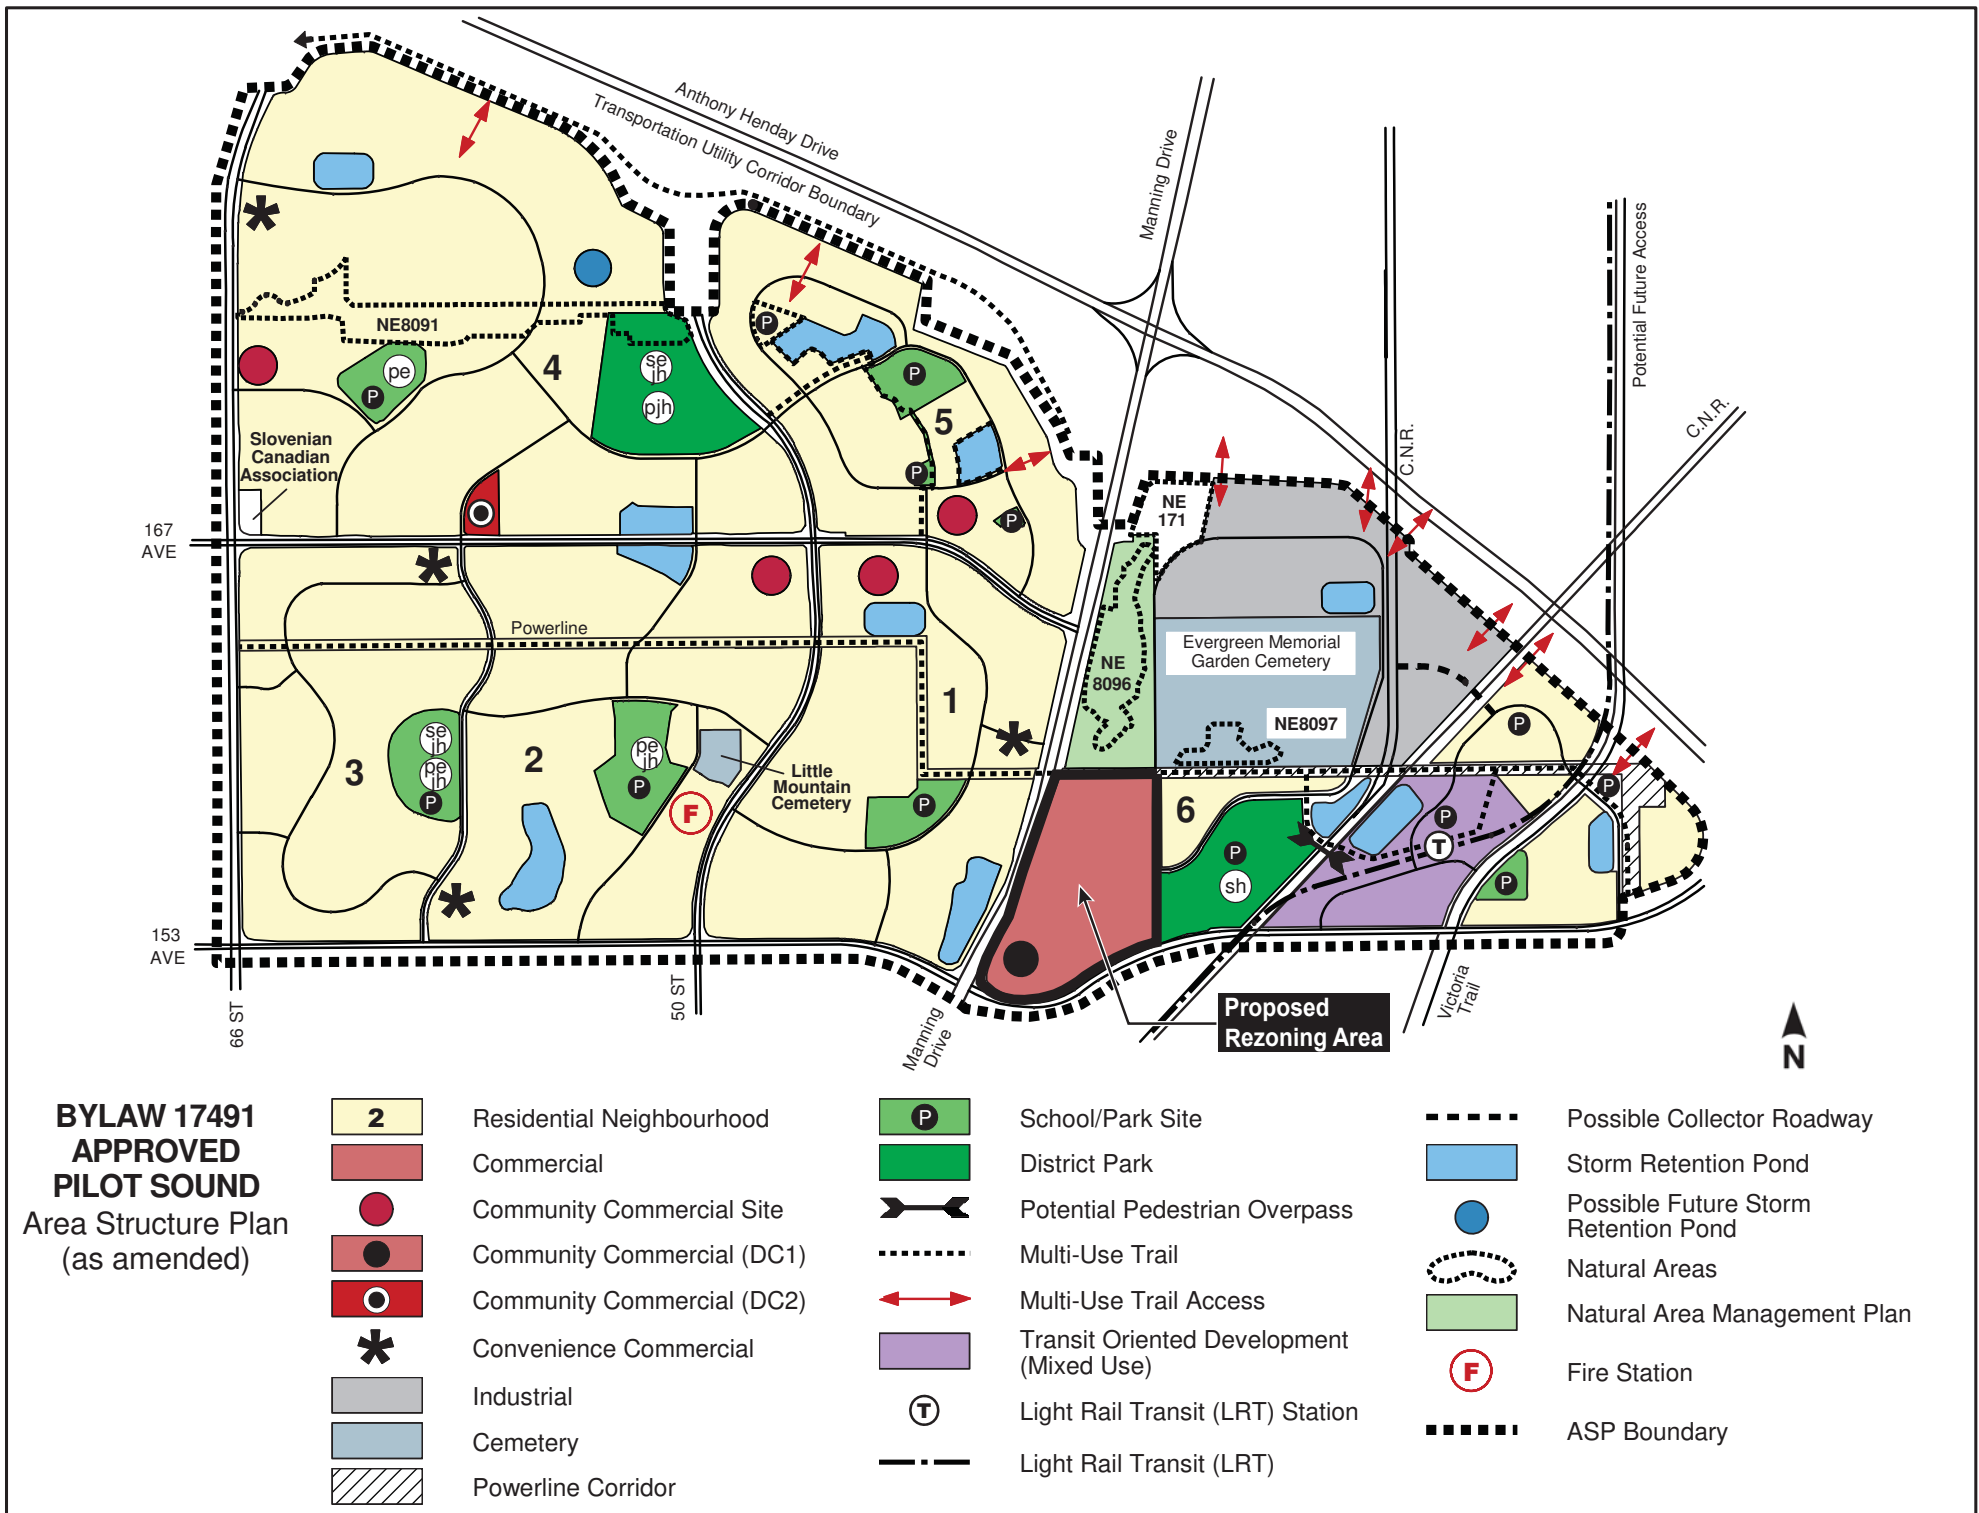 Anthony Henday Drive
Transportation Utility Corridor Boundary
Manning Drive
Potential Future Access
C.N.R.
C.N.R.
NE8091
P
pe
P
4
se
jh
pjh
P
5
P
P
Slovenian
Canadian
Association
NE
171
167
AVE
Powerline
Evergreen Memorial
Garden Cemetery
NE
8096
NE8097
1
P
se
jh
pe
jh
P
3
2
pe
jh
P
Little
Mountain
Cemetery
F
P
6
P
sh
P
T
P
P
153
AVE
66 ST
50 ST
Manning
Drive
Victoria
Trail
Proposed
Rezoning Area
N
BYLAW 17491
APPROVED
PILOT SOUND
Area Structure Plan
(as amended)
2 Residential Neighbourhood
Commercial
Community Commercial Site
Community Commercial (DC1)
Community Commercial (DC2)
Convenience Commercial
Industrial
Cemetery
Powerline Corridor
P School/Park Site
District Park
Potential Pedestrian Overpass
Multi-Use Trail
Multi-Use Trail Access
Transit Oriented Development
(Mixed Use)
T Light Rail Transit (LRT) Station
Light Rail Transit (LRT)
Possible Collector Roadway
Storm Retention Pond
Possible Future Storm
Retention Pond
Natural Areas
Natural Area Management Plan
F Fire Station
ASP Boundary